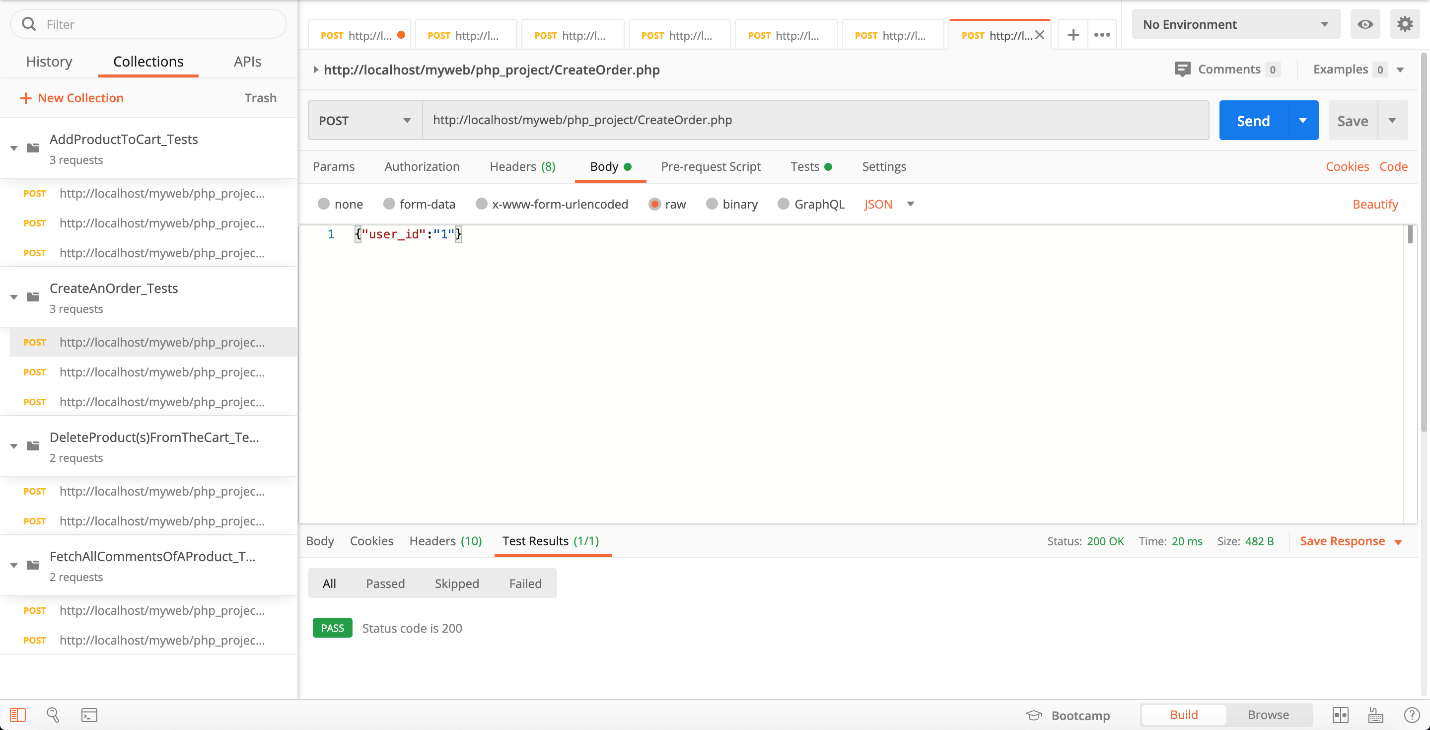 Filter
History Collections APIs
+ New Collection Trash
AddProductToCart_Tests
3 requests
POST http://localhost/myweb/php_projec...
POST http://localhost/myweb/php_projec...
POST http://localhost/myweb/php_projec...
CreateAnOrder_Tests
3 requests
POST http://localhost/myweb/php_projec...
POST http://localhost/myweb/php_projec...
POST http://localhost/myweb/php_projec...
DeleteProduct(s)FromTheCart_Te...
2 requests
POST http://localhost/myweb/php_projec...
POST http://localhost/myweb/php_projec...
FetchAllCommentsOfAProduct_T...
2 requests
POST http://localhost/myweb/php_projec...
POST http://localhost/myweb/php_projec...
POST http://l... POST http://l... POST http://l... POST http://l... POST http://l... POST http://l... POST http://l... No Environment
http://localhost/myweb/php_project/CreateOrder.php Comments 0 Examples 0
POST http://localhost/myweb/php_project/CreateOrder.php Send Save
Params Authorization Headers (8) Body Pre-request Script Tests Settings Cookies Code
none form-data x-www-form-urlencoded raw binary GraphQL JSON Beautify
1 {"user_id":"1"}
Body Cookies Headers (10) Test Results (1/1) Status: 200 OK Time: 20 ms Size: 482 B Save Response
All Passed Skipped Failed
PASS Status code is 200
Bootcamp Build Browse